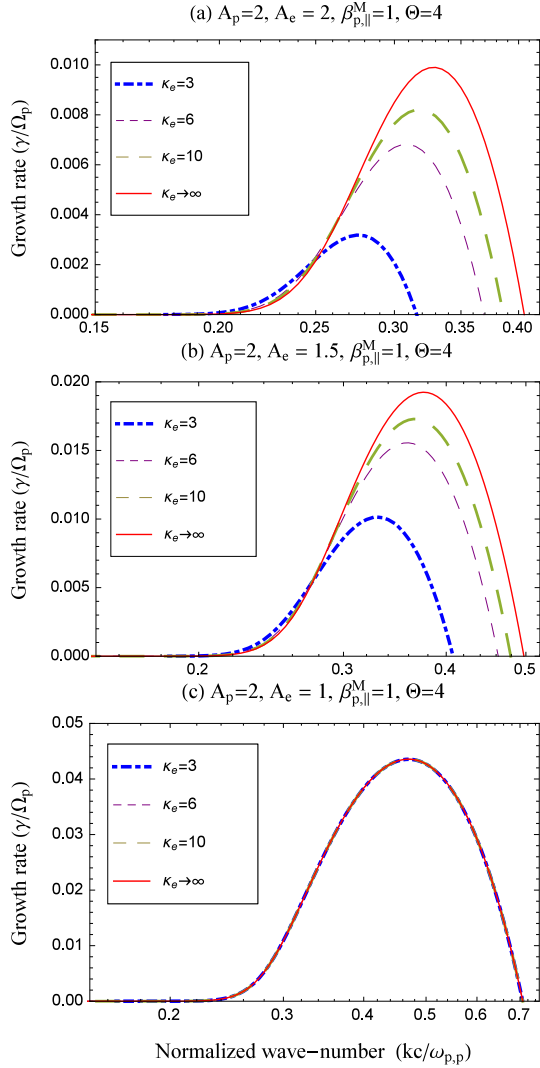 (a) A_p=2, A_e = 2, β^M_{p,∥}=1, Θ=4
Growth rate (γ/Ω_p)
0.010
0.008
0.006
0.004
0.002
0.000
κ_e=3
κ_e=6
κ_e=10
κ_e→∞
0.15 0.20 0.25 0.30 0.35 0.40
(b) A_p=2, A_e = 1.5, β^M_{p,∥}=1, Θ=4
Growth rate (γ/Ω_p)
0.020
0.015
0.010
0.005
0.000
κ_e=3
κ_e=6
κ_e=10
κ_e→∞
0.2 0.3 0.4 0.5
(c) A_p=2, A_e = 1, β^M_{p,∥}=1, Θ=4
Growth rate (γ/Ω_p)
0.05
0.04
0.03
0.02
0.01
0.00
κ_e=3
κ_e=6
κ_e=10
κ_e→∞
0.2 0.3 0.4 0.5 0.6 0.7
Normalized wave−number (kc/ω_{p,p})